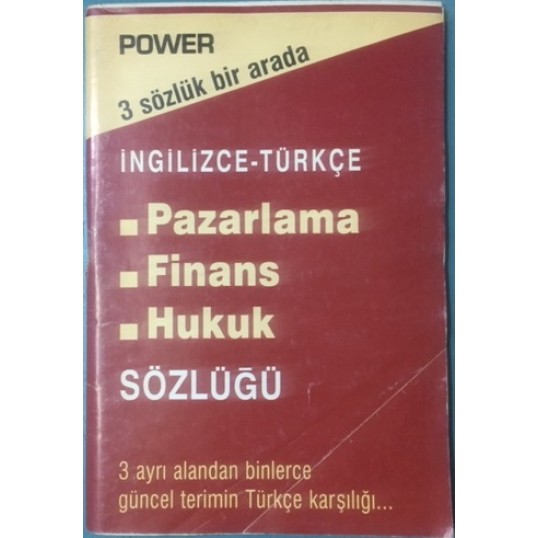 POWER
3 sözlük bir arada
İNGİLİZCE-TÜRKÇE
Pazarlama
Finans
Hukuk
SÖZLÜĞÜ
3 ayrı alandan binlerce
güncel terimin Türkçe karşılığı...